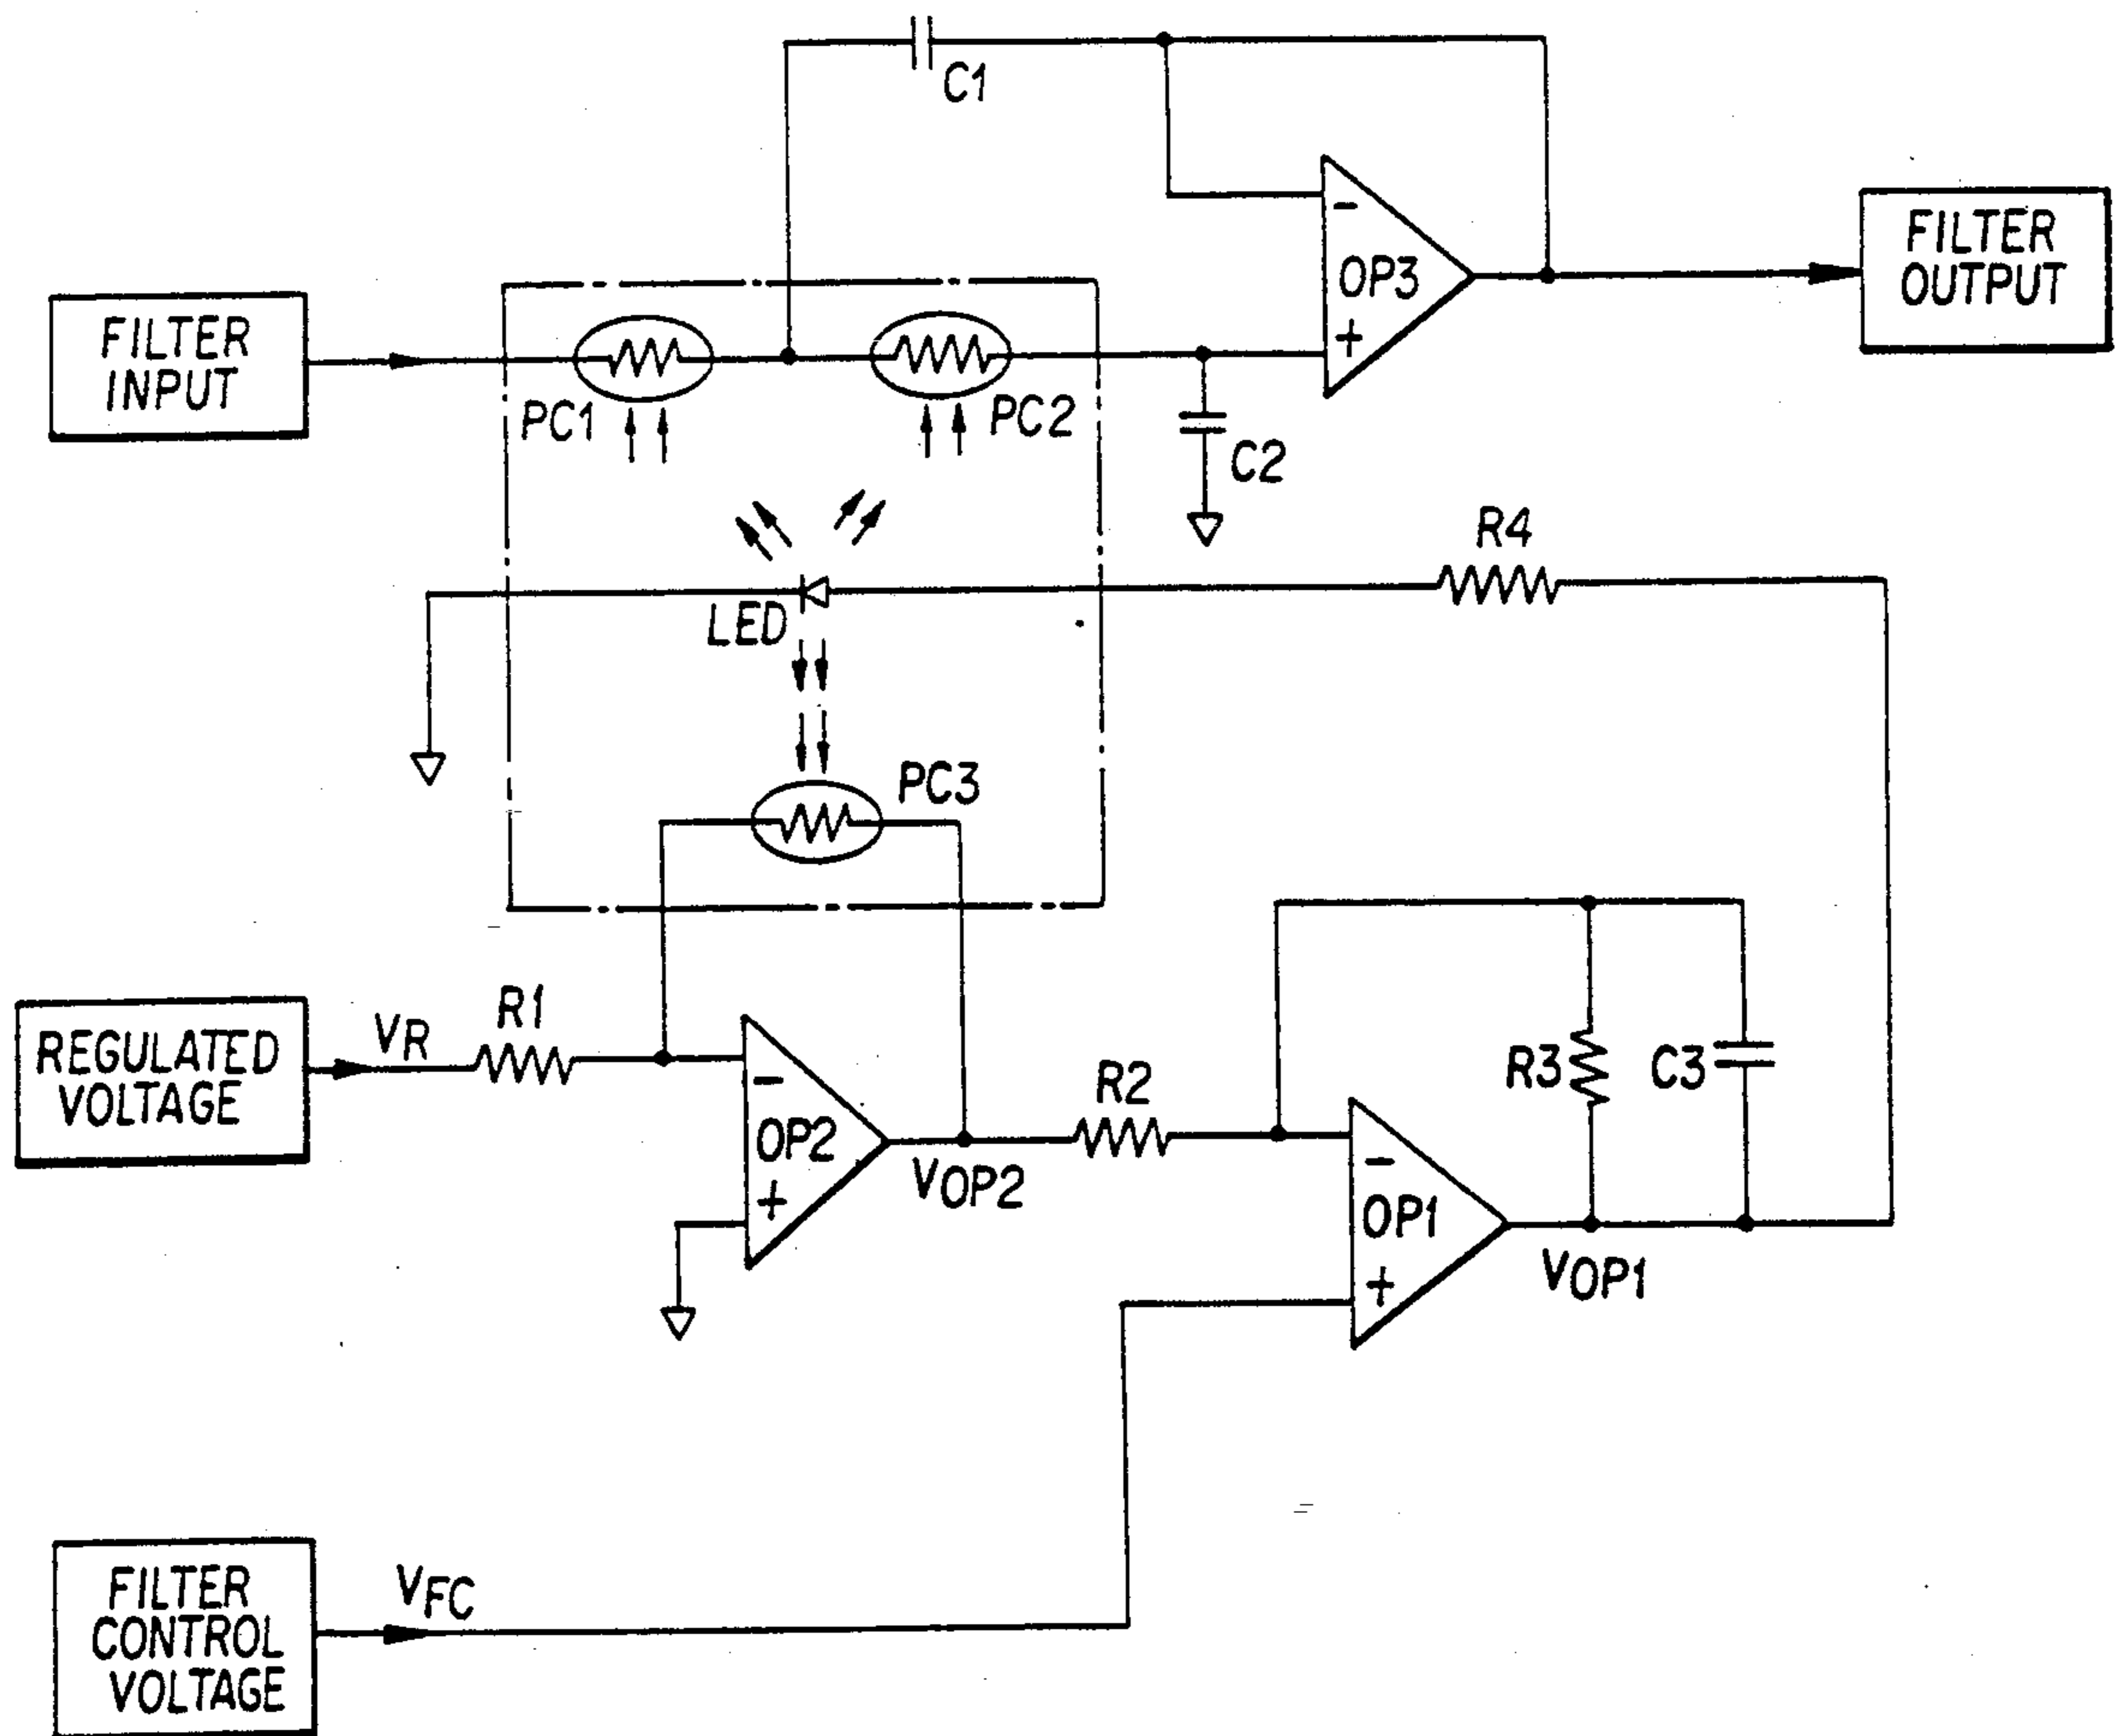 C1
FILTER
INPUT
PC1
PC2
-
OP3
+
C2
FILTER
OUTPUT
LED
R4
PC3
REGULATED
VOLTAGE
VR
R1
-
OP2
+
VOP2
R2
-
OP1
+
R3
C3
VOP1
FILTER
CONTROL
VOLTAGE
VFC